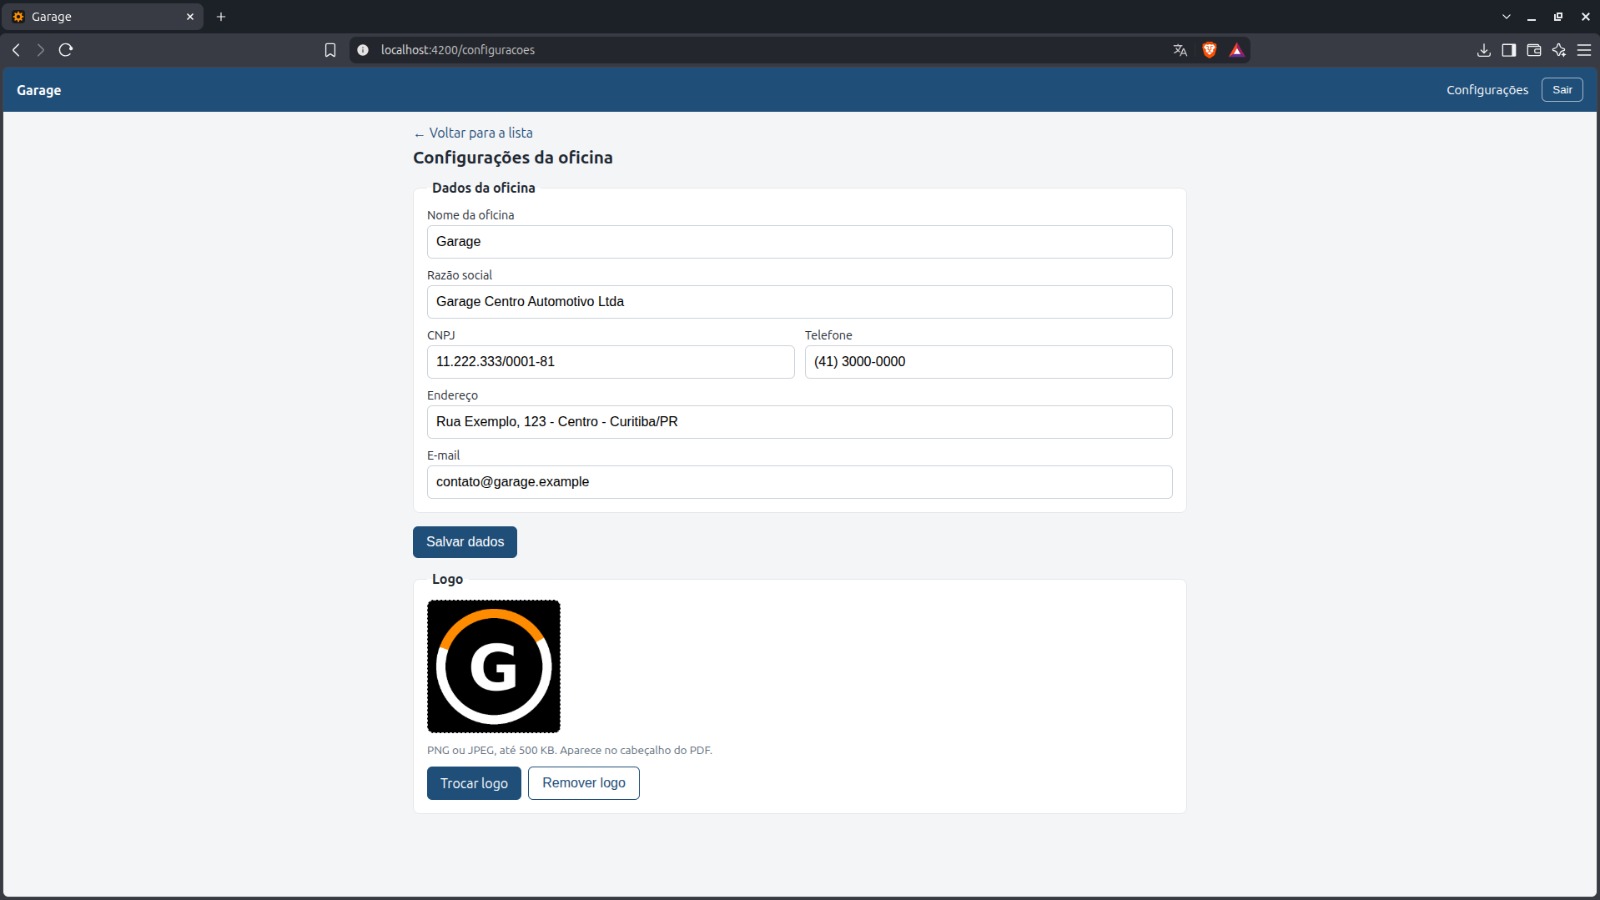 Garage
localhost:4200/configuracoes
Garage
Configurações
Sair
← Voltar para a lista
Configurações da oficina
Dados da oficina
Nome da oficina
Garage
Razão social
Garage Centro Automotivo Ltda
CNPJ
Telefone
11.222.333/0001-81
(41) 3000-0000
Endereço
Rua Exemplo, 123 - Centro - Curitiba/PR
E-mail
contato@garage.example
Salvar dados
Logo
G
PNG ou JPEG, até 500 KB. Aparece no cabeçalho do PDF.
Trocar logo
Remover logo